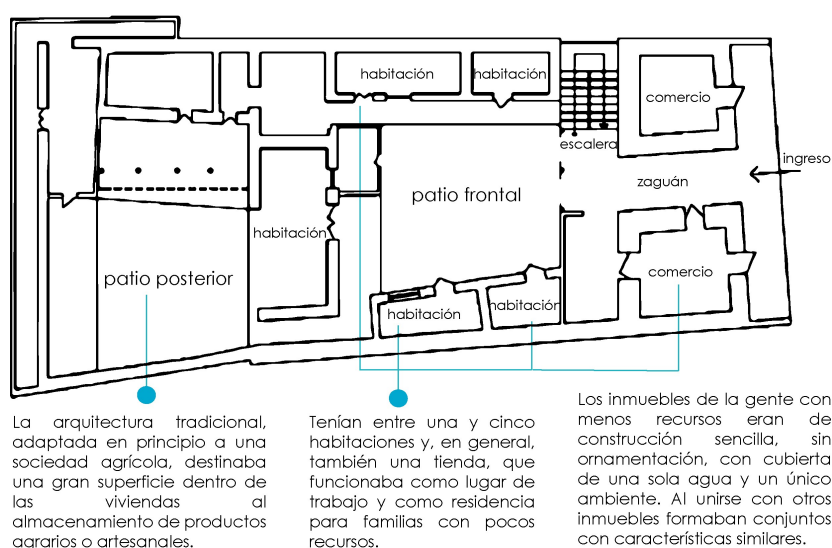 habitación
habitación
comercio
escalera
ingreso
zaguán
patio frontal
habitación
patio posterior
comercio
habitación
habitación
La arquitectura tradicional,
adaptada en principio a una
sociedad agrícola, destinaba
una gran superficie dentro de
las viviendas al
almacenamiento de productos
agrarios o artesanales.
Tenían entre una y cinco
habitaciones y, en general,
también una tienda, que
funcionaba como lugar de
trabajo y como residencia
para familias con pocos
recursos.
Los inmuebles de la gente con
menos recursos eran de
construcción sencilla, sin
ornamentación, con cubierta
de una sola agua y un único
ambiente. Al unirse con otros
inmuebles formaban conjuntos
con características similares.